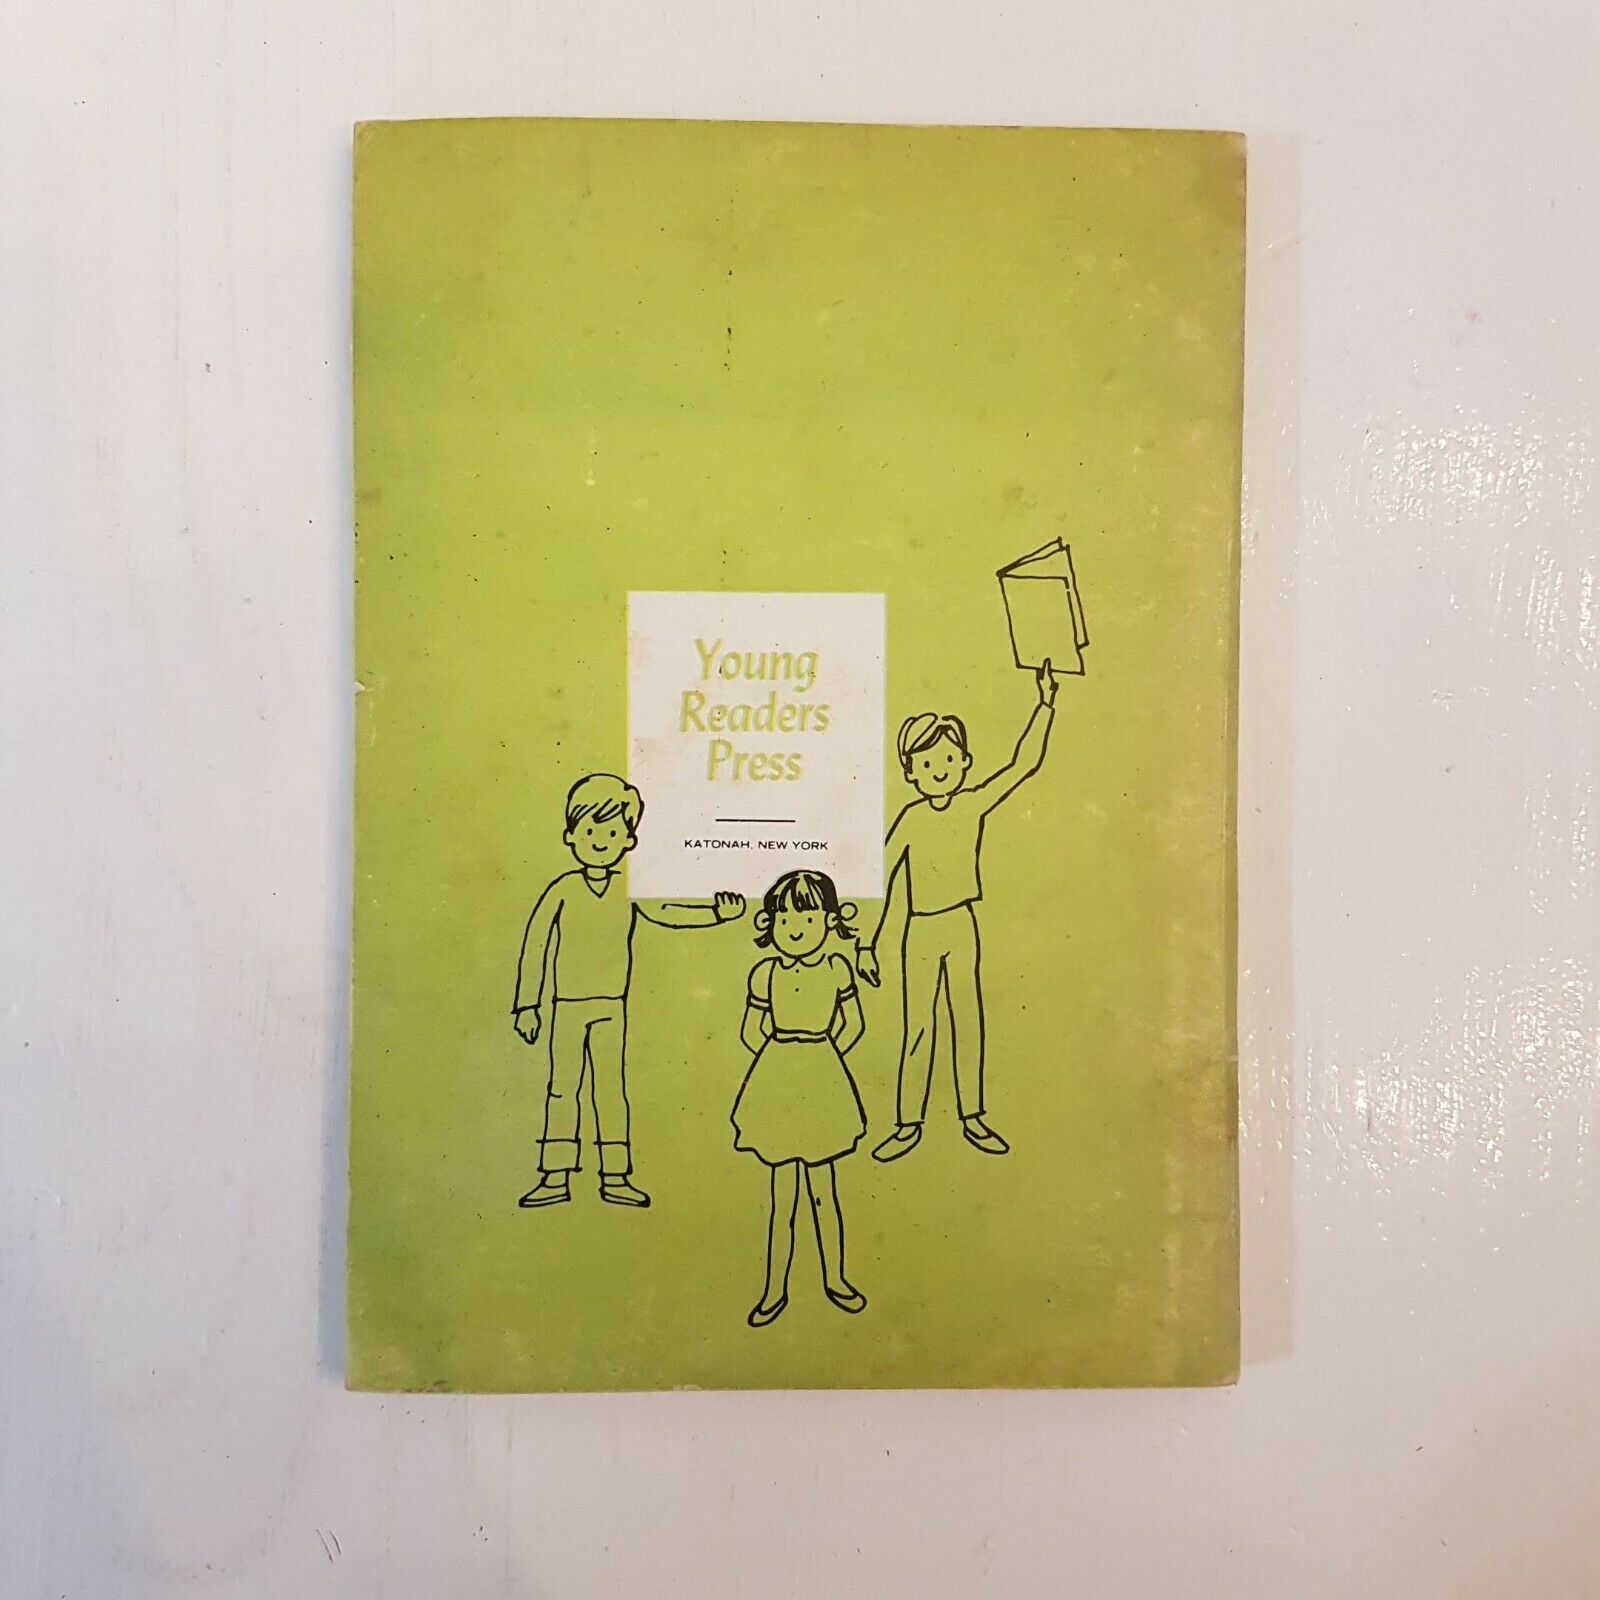 Young
Readers
Press
KATONAH, NEW YORK